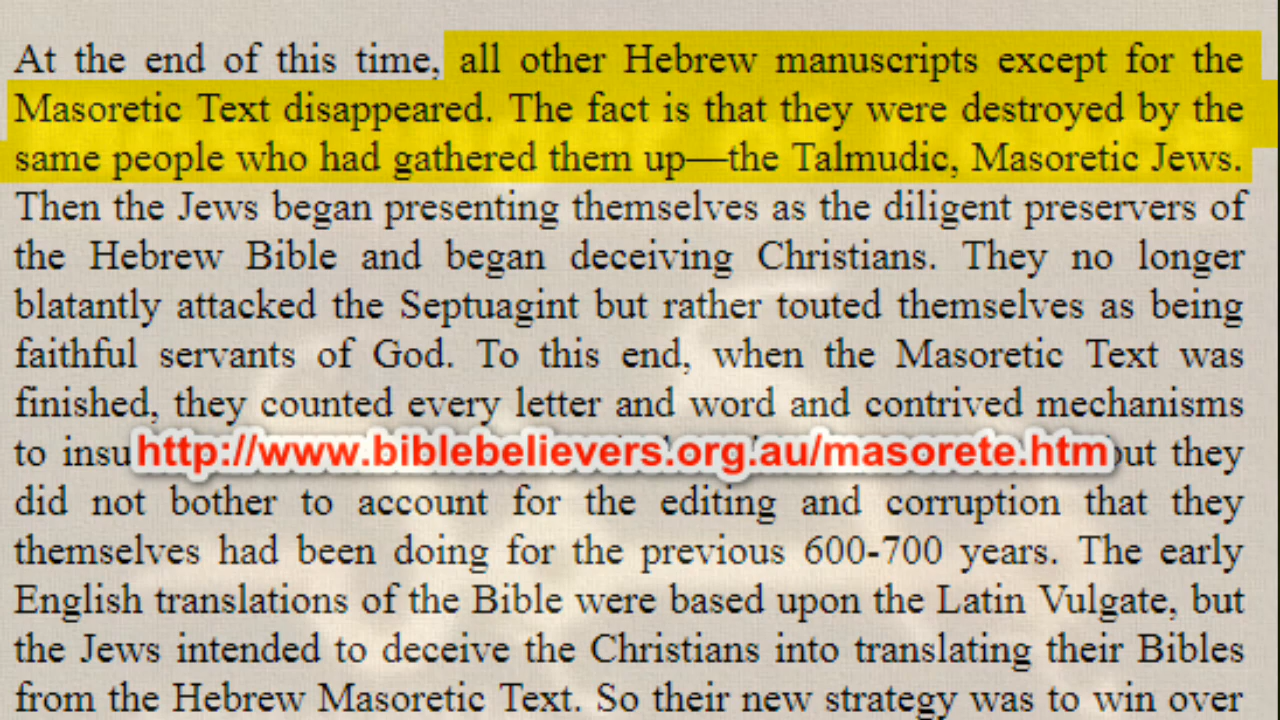 At the end of this time, all other Hebrew manuscripts except for the
Masoretic Text disappeared. The fact is that they were destroyed by the
same people who had gathered them up—the Talmudic, Masoretic Jews.
Then the Jews began presenting themselves as the diligent preservers of
the Hebrew Bible and began deceiving Christians. They no longer
blatantly attacked the Septuagint but rather touted themselves as being
faithful servants of God. To this end, when the Masoretic Text was
finished, they counted every letter and word and contrived mechanisms
to insu http://www.biblebelievers.org.au/masorete.htm but they
did not bother to account for the editing and corruption that they
themselves had been doing for the previous 600-700 years. The early
English translations of the Bible were based upon the Latin Vulgate, but
the Jews intended to deceive the Christians into translating their Bibles
from the Hebrew Masoretic Text. So their new strategy was to win over